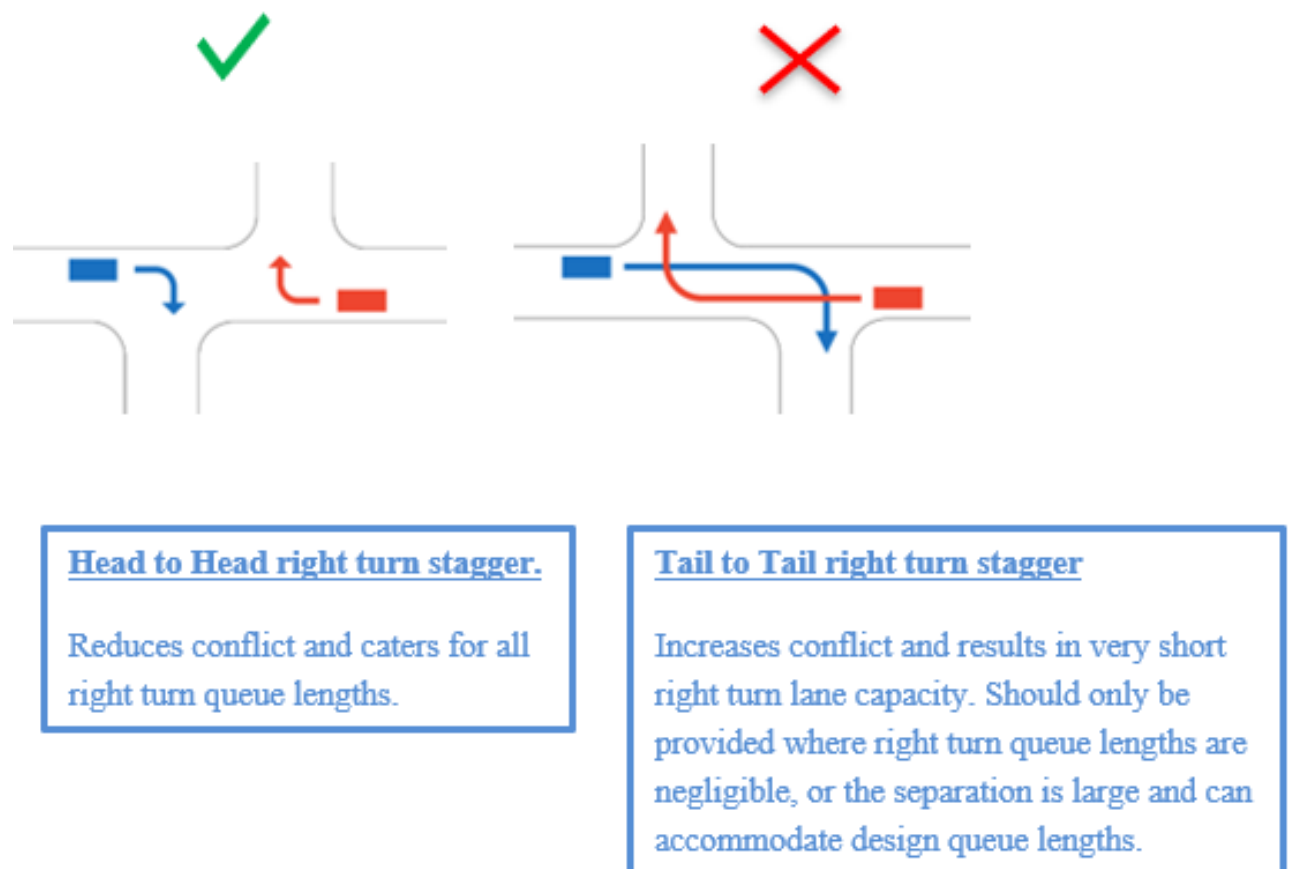 Head to Head right turn stagger.
Reduces conflict and caters for all
right turn queue lengths.
Tail to Tail right turn stagger
Increases conflict and results in very short
right turn lane capacity. Should only be
provided where right turn queue lengths are
negligible, or the separation is large and can
accommodate design queue lengths.